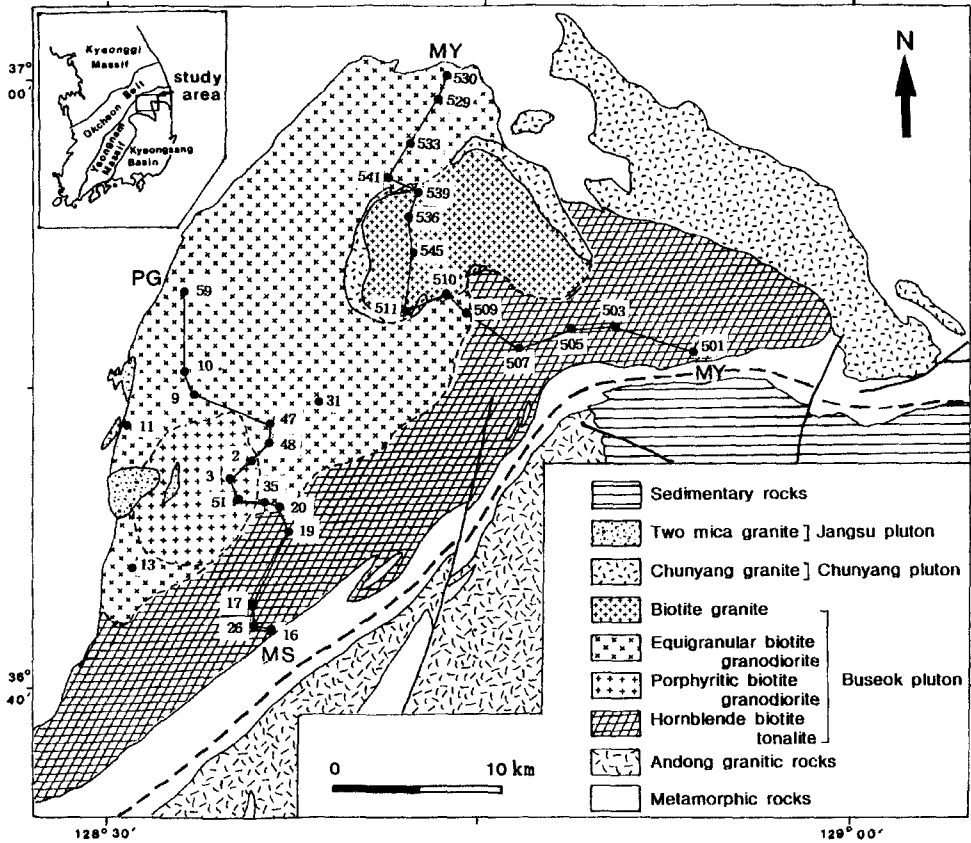 37°
00'
Kyeonggi
Massif
study
area
Okcheon Belt
Yeongnam
Massif
Kyeongsang
Basin
MY
N
530
529
533
541
539
536
545
PG
59
510
511
509
503
505
507
501
MY
10
9
31
11
47
48
2
3
35
51
20
19
13
17
26
16
MS
36°
40'
Sedimentary rocks
Two mica granite ] Jangsu pluton
Chunyang granite ] Chunyang pluton
Biotite granite
Equigranular biotite
granodiorite
Buseok pluton
Porphyritic biotite
granodiorite
Hornblende biotite
tonalite
Andong granitic rocks
Metamorphic rocks
0 10 km
128° 30'
129° 00'